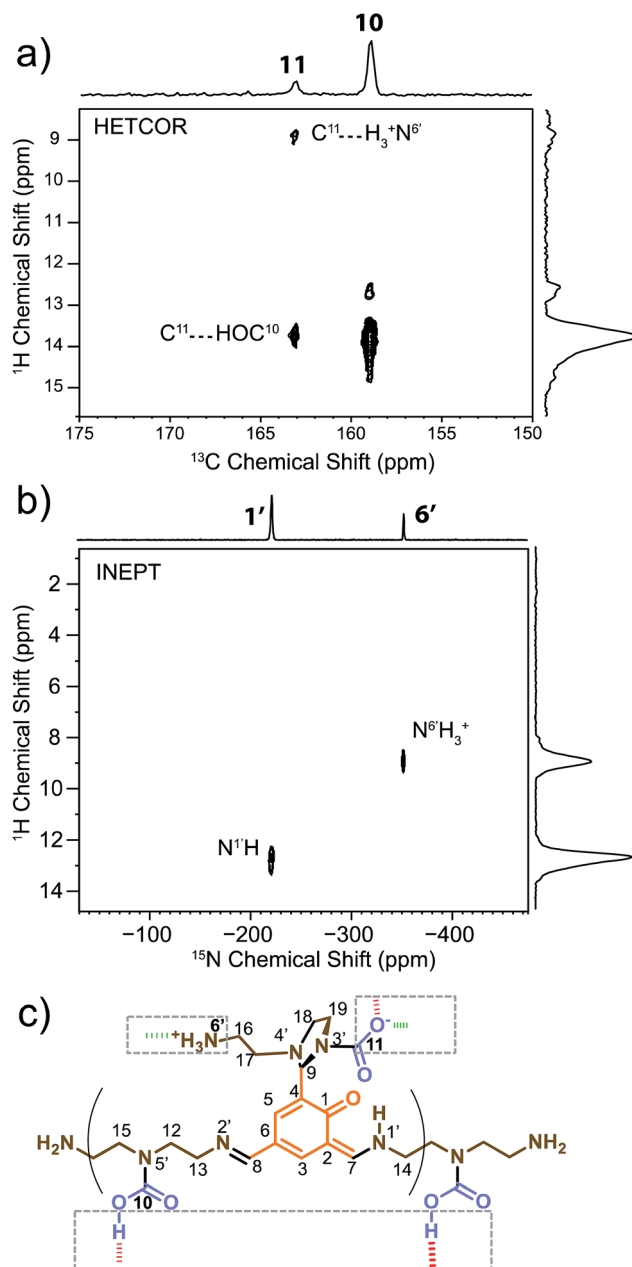 a)
11
10
HETCOR
C¹¹----H₃⁺N⁶'
C¹¹----HOC¹⁰
9
10
11
12
13
14
15
¹H Chemical Shift (ppm)
175
170
165
160
155
150
¹³C Chemical Shift (ppm)
b)
1'
6'
INEPT
N⁶'H₃⁺
N¹'H
2
4
6
8
10
12
14
¹H Chemical Shift (ppm)
−100
−200
−300
−400
¹⁵N Chemical Shift (ppm)
c)
18
19
6'
16
+H₃N
17
4'
N
N
3'
O⁻
11
O
9
4
5
1
O
H
15
12
2'
N
6
1'
N
NH₂
NH₂
N
5'
13
8
3
2
7
14
N
10
O
O
O
O
H
H